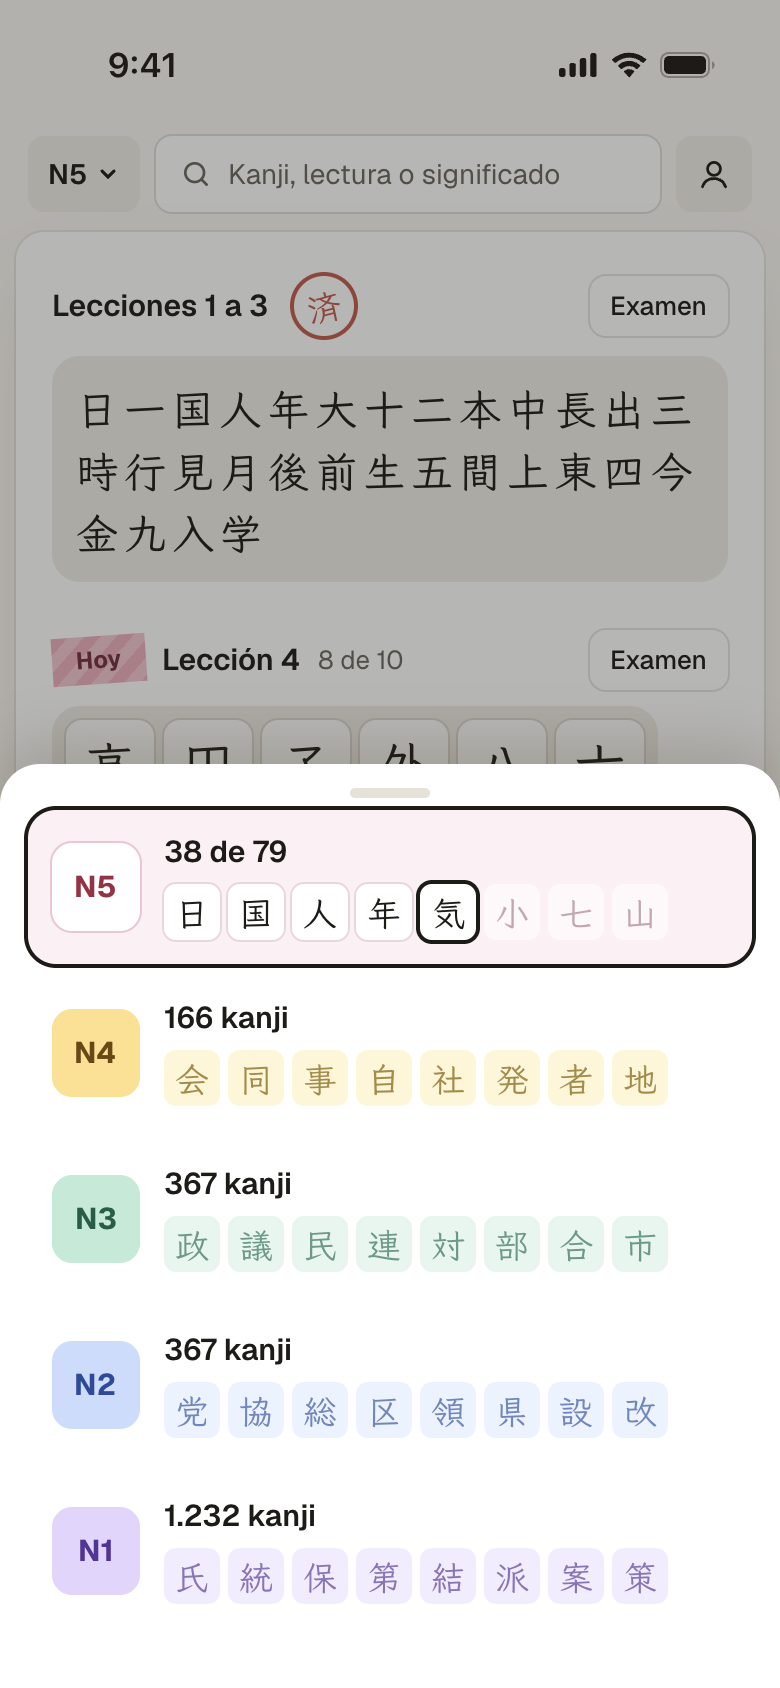 9:41
N5
Kanji, lectura o significado
Lecciones 1 a 3
済
Examen
日一国人年大十二本中長出三
時行見月後前生五間上東四今
金九入学
Hoy
Lección 4
8 de 10
Examen
N5
38 de 79
日国人年気小七山
N4
166 kanji
会同事自社発者地
N3
367 kanji
政議民連対部合市
N2
367 kanji
党協総区領県設改
N1
1.232 kanji
氏統保第結派案策